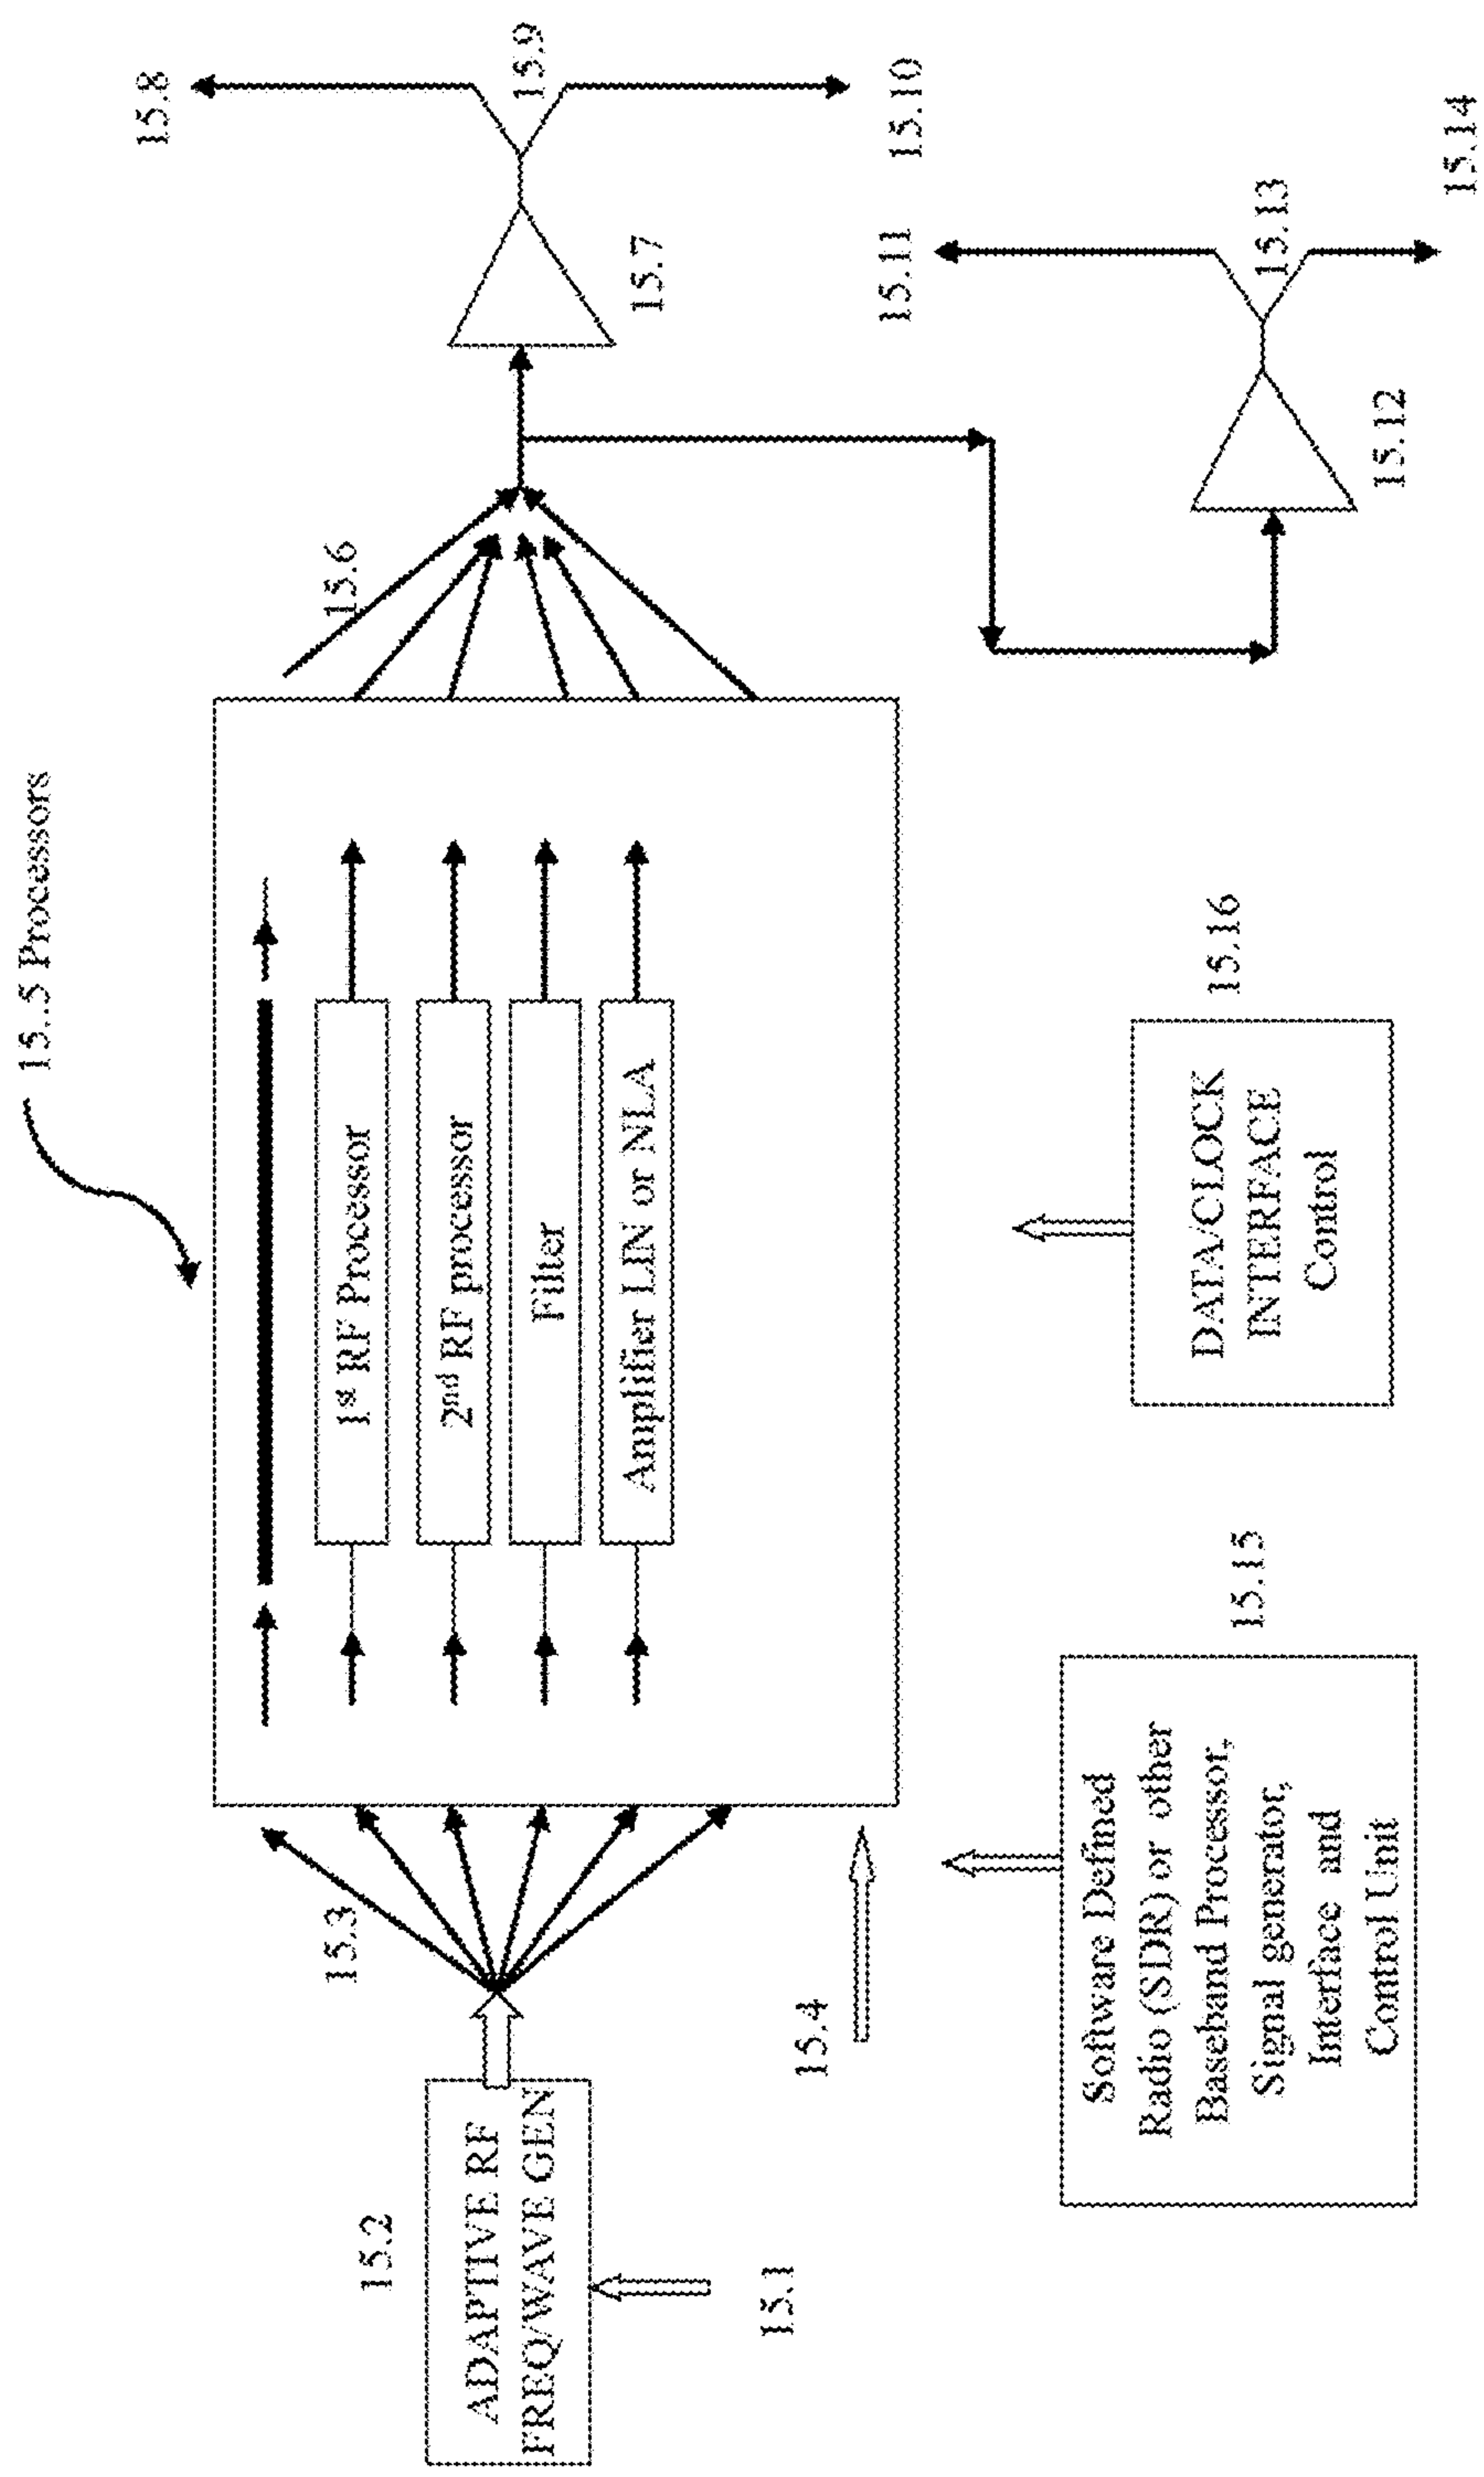 15..5 Processors
15.2
ADAPTIVE RF
FREQ/WAVE GEN
15.1
15.3
15.4
1st RF Processor
2nd RF processor
Filter
Amplifier LIN or NLA
15.6
15.7
15.8
15.9
15.10
15.11
15.12
15.13
15.14
Software Defined
Radio (SDR) or other
Baseband Processor,
Signal generator,
Interface and
Control Unit
15.15
DATA/CLOCK
INTERFACE
Control
15.16